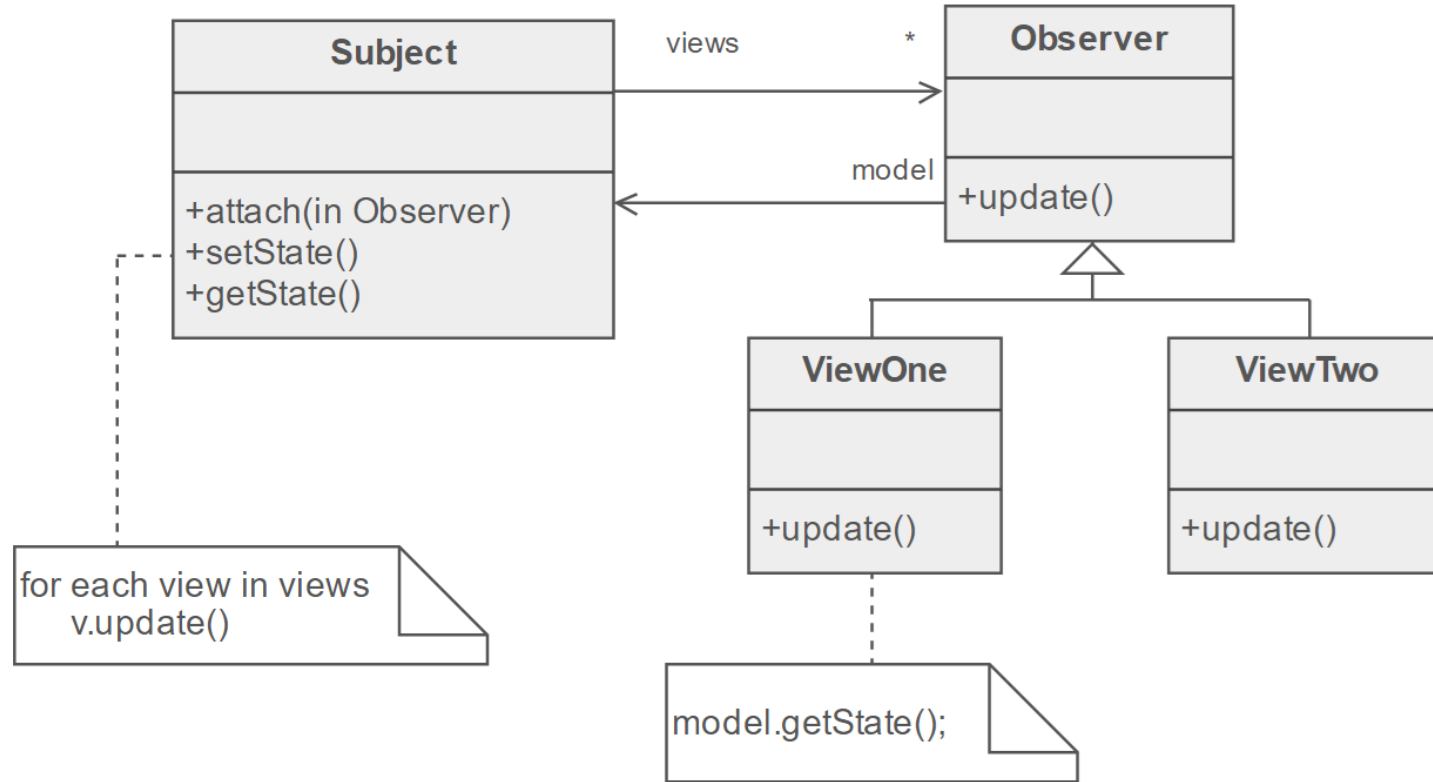 Subject
+attach(in Observer)
+setState()
+getState()
views
*
model
Observer
+update()
ViewOne
+update()
ViewTwo
+update()
for each view in views
v.update()
model.getState();